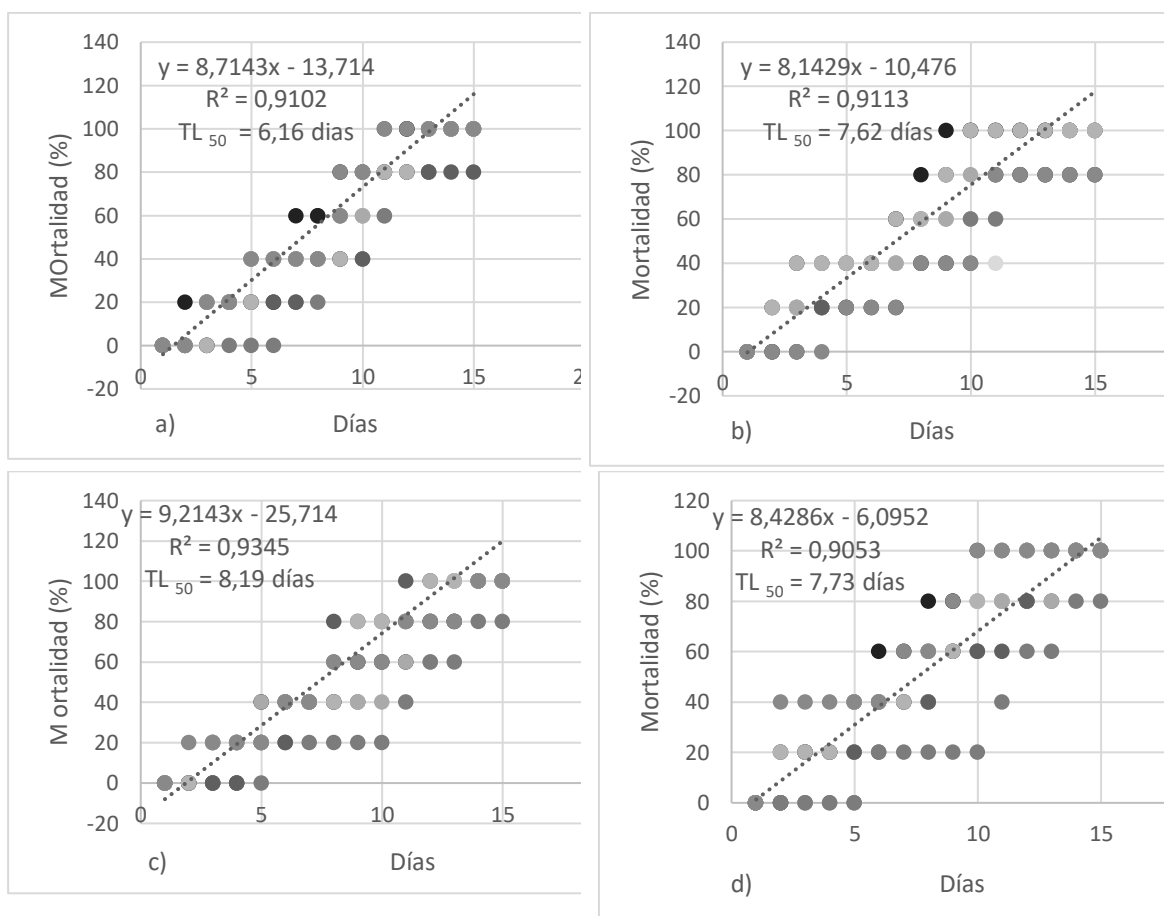 140
120
100
80
60
40
20
0
-20
MOrtalidad (%)
y = 8,7143x - 13,714
R² = 0,9102
TL 50 = 6,16 dias
0 5 10 15 2
a) Días
140
120
100
80
60
40
20
0
-20
Mortalidad (%)
y = 8,1429x - 10,476
R² = 0,9113
TL 50 = 7,62 días
0 5 10 15
b) Días
140
120
100
80
60
40
20
0
-20
M ortalidad (%)
y = 9,2143x - 25,714
R² = 0,9345
TL 50 = 8,19 días
0 5 10 15
c) Días
120
100
80
60
40
20
0
Mortalidad (%)
y = 8,4286x - 6,0952
R² = 0,9053
TL 50 = 7,73 días
0 5 10 15
d) Días